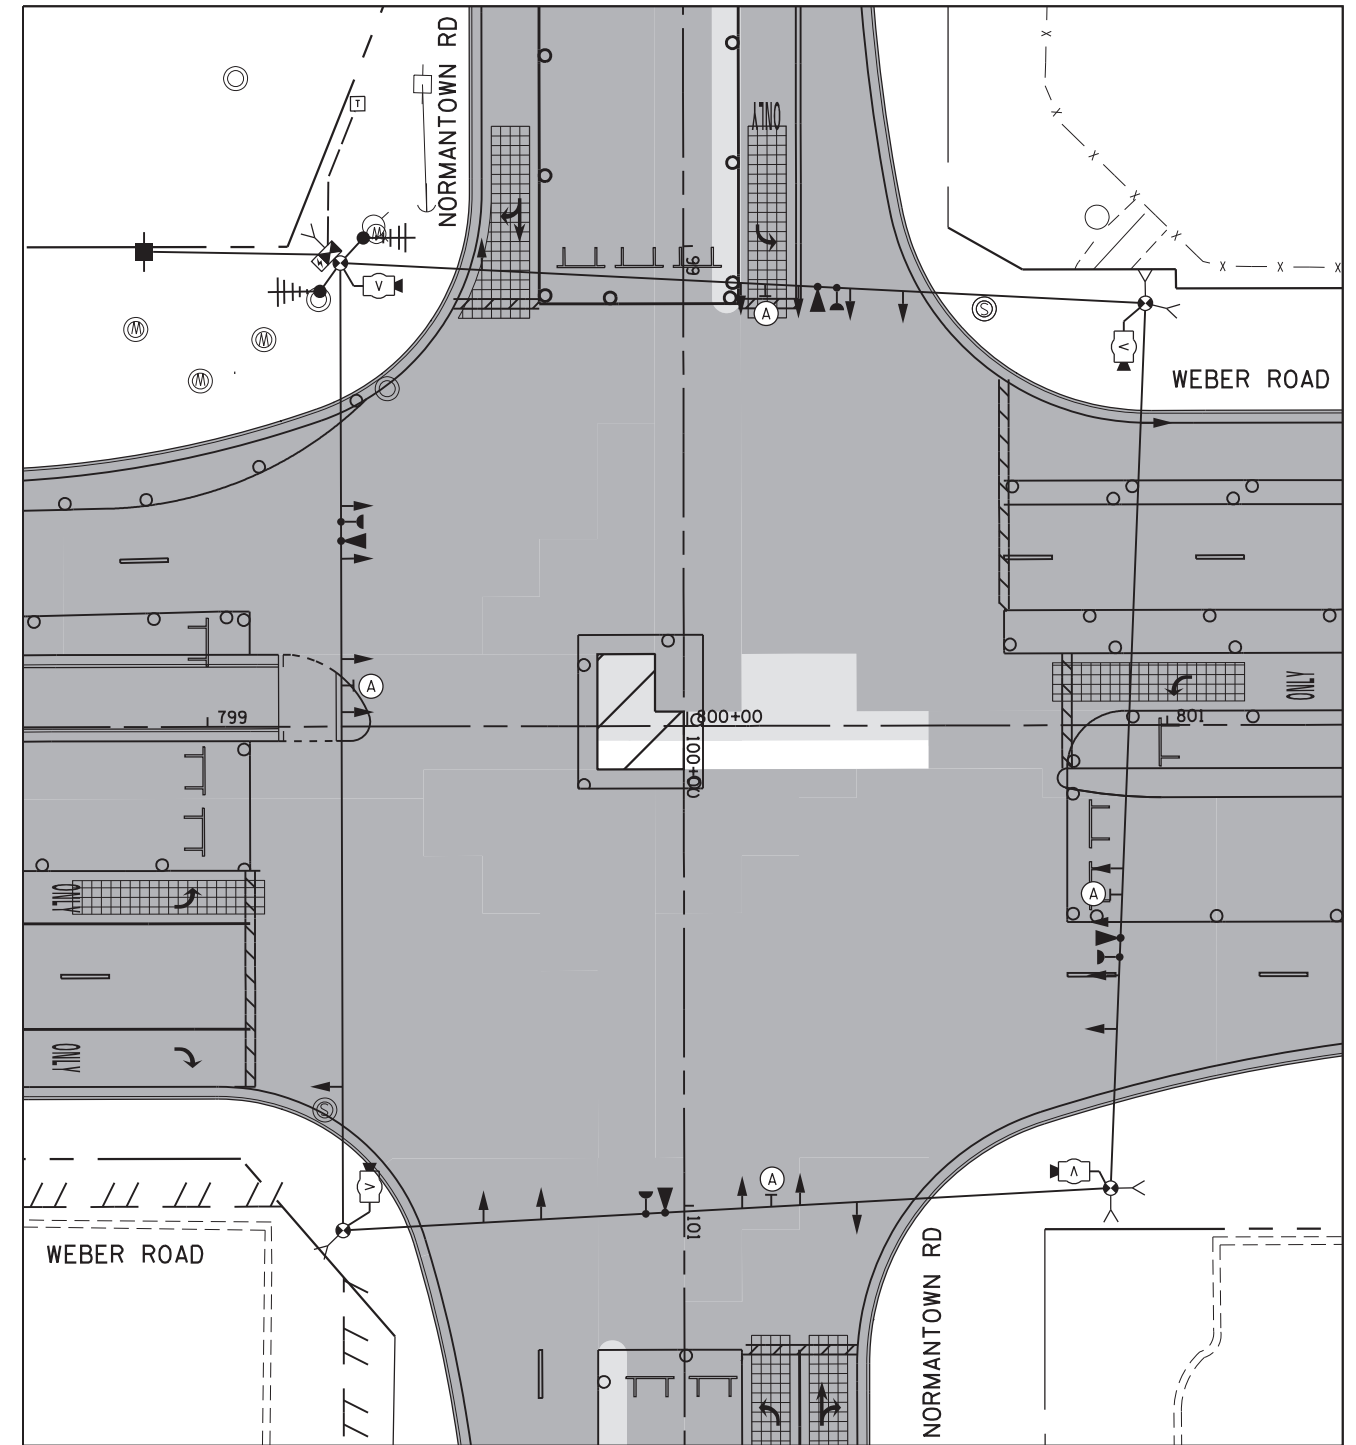 NORMANTOWN RD
T
ONLY
M
99
V
A
S
M
M
M
V
WEBER ROAD
A
799
800+00
801
100+00
ONLY
ONLY
A
ONLY
S
V
A
V
101
WEBER ROAD
NORMANTOWN RD